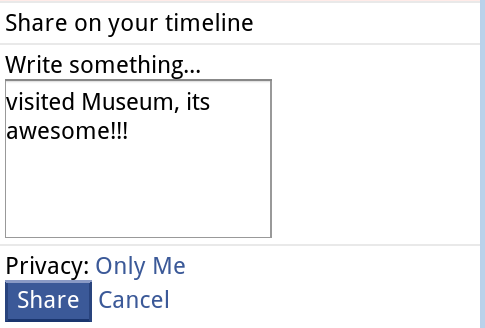 Share on your timeline
Write something...
visited Museum, its
awesome!!!
Privacy: Only Me
Share Cancel